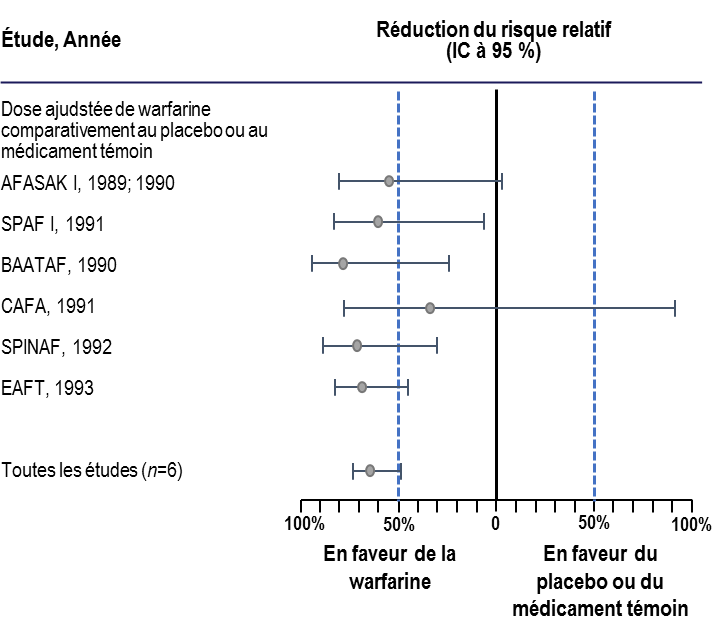 Étude, Année
Réduction du risque relatif
(IC à 95 %)
Dose ajudstée de warfarine
comparativement au placebo ou au
médicament témoin
AFASAK I, 1989; 1990
SPAF I, 1991
BAATAF, 1990
CAFA, 1991
SPINAF, 1992
EAFT, 1993
Toutes les études (n=6)
100% 50% 0 50% 100%
En faveur de la
warfarine
En faveur du
placebo ou du
médicament témoin